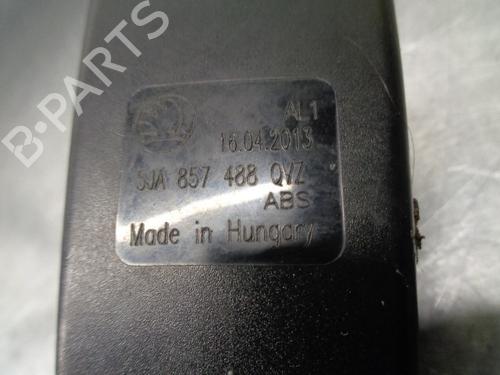 B-PARTS
AL1
16.04.2013
5JA 857 488 QVZ
ABS
Made in Hungary